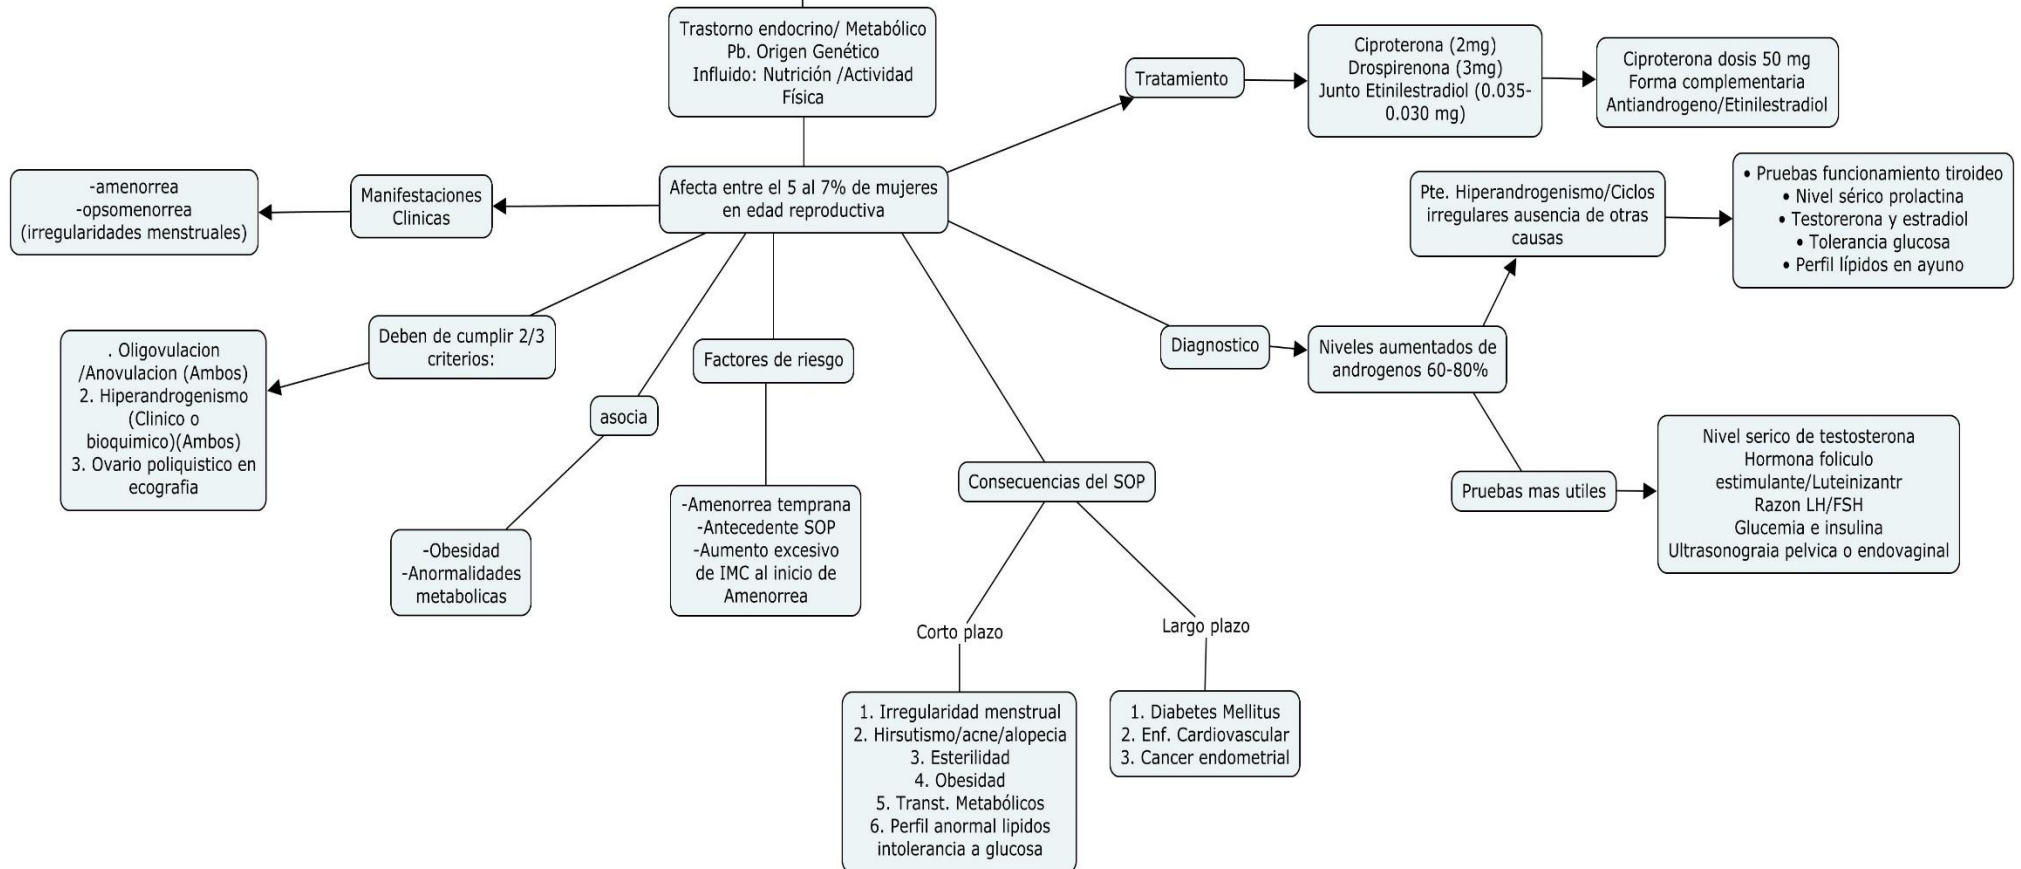 Trastorno endocrino/ Metabólico
Pb. Origen Genético
Influido: Nutrición /Actividad
Física
Tratamiento
Ciproterona (2mg)
Drospirenona (3mg)
Junto Etinilestradiol (0.035-
0.030 mg)
Ciproterona dosis 50 mg
Forma complementaria
Antiandrogeno/Etinilestradiol
Afecta entre el 5 al 7% de mujeres
en edad reproductiva
Manifestaciones
Clinicas
-amenorrea
-opsomenorrea
(irregularidades menstruales)
Pte. Hiperandrogenismo/Ciclos
irregulares ausencia de otras
causas
• Pruebas funcionamiento tiroideo
• Nivel sérico prolactina
• Testorerona y estradiol
• Tolerancia glucosa
• Perfil lípidos en ayuno
Deben de cumplir 2/3
criterios:
. Oligovulacion
/Anovulacion (Ambos)
2. Hiperandrogenismo
(Clinico o
bioquimico)(Ambos)
3. Ovario poliquistico en
ecografia
asocia
-Obesidad
-Anormalidades
metabolicas
Factores de riesgo
-Amenorrea temprana
-Antecedente SOP
-Aumento excesivo
de IMC al inicio de
Amenorrea
Diagnostico
Niveles aumentados de
androgenos 60-80%
Pruebas mas utiles
Nivel serico de testosterona
Hormona foliculo
estimulante/Luteinizantr
Razon LH/FSH
Glucemia e insulina
Ultrasonograia pelvica o endovaginal
Consecuencias del SOP
Corto plazo
1. Irregularidad menstrual
2. Hirsutismo/acne/alopecia
3. Esterilidad
4. Obesidad
5. Transt. Metabólicos
6. Perfil anormal lipidos
intolerancia a glucosa
Largo plazo
1. Diabetes Mellitus
2. Enf. Cardiovascular
3. Cancer endometrial